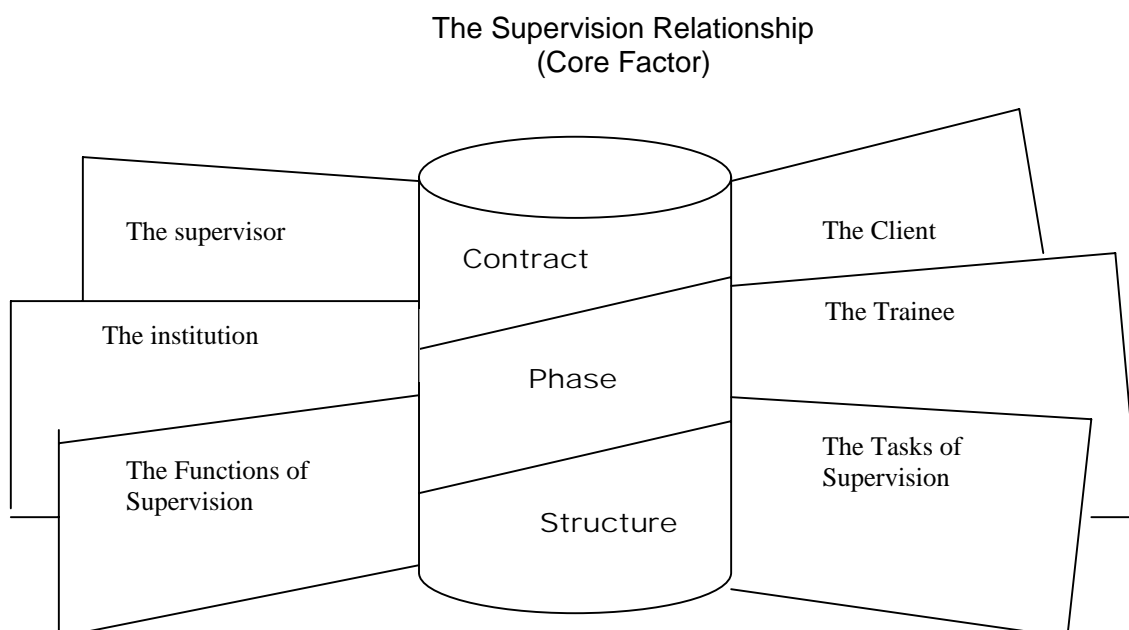 The Supervision Relationship
(Core Factor)
The supervisor
The institution
The Functions of
Supervision
Contract
Phase
Structure
The Client
The Trainee
The Tasks of
Supervision